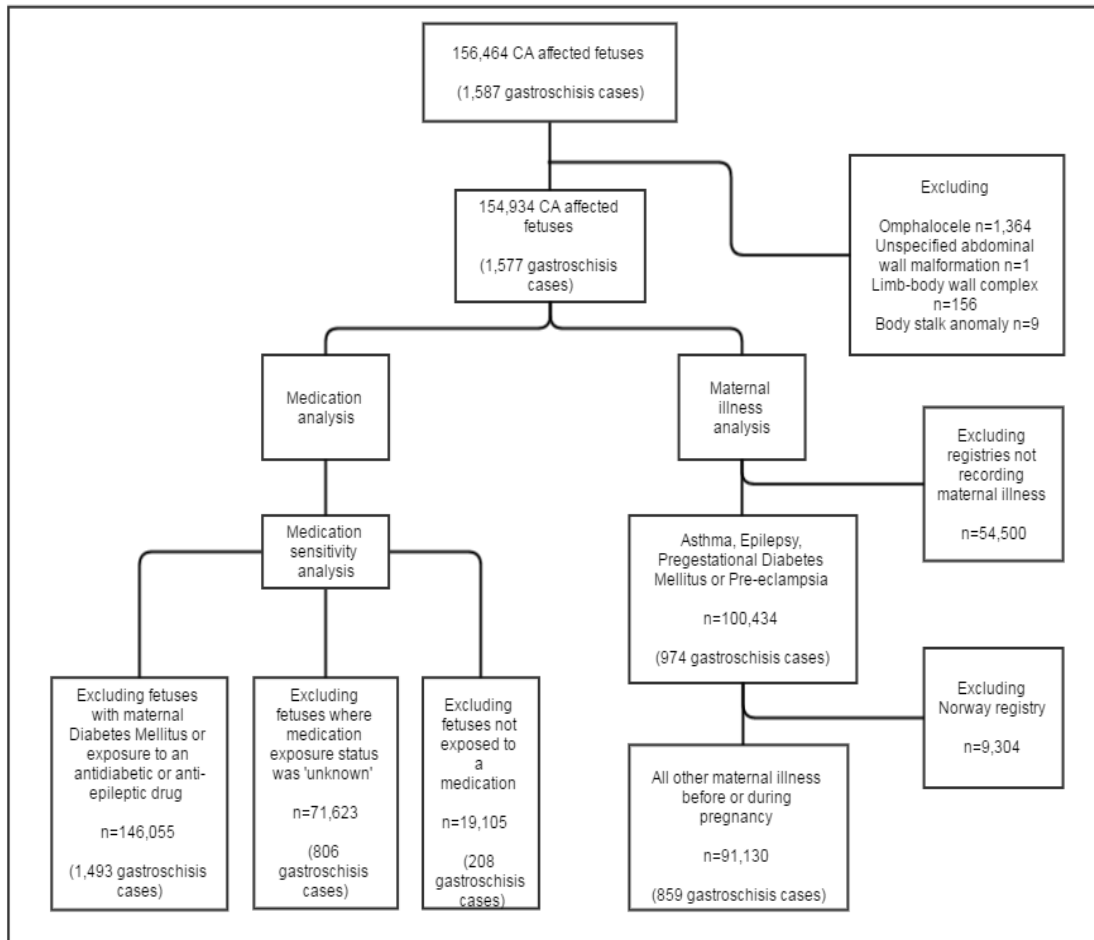 156,464 CA affected fetuses
(1,587 gastroschisis cases)
Excluding
Omphalocele n=1,364
Unspecified abdominal
wall malformation n=1
Limb-body wall complex
n=156
Body stalk anomaly n=9
154,934 CA affected
fetuses
(1,577 gastroschisis
cases)
Medication
analysis
Maternal
illness
analysis
Excluding
registries not
recording
maternal illness
n=54,500
Medication
sensitivity
analysis
Asthma, Epilepsy,
Pregestational Diabetes
Mellitus or Pre-eclampsia
n=100,434
(974 gastroschisis cases)
Excluding
Norway registry
n=9,304
Excluding fetuses
with maternal
Diabetes Mellitus or
exposure to an
antidiabetic or anti-
epileptic drug
n=146,055
(1,493 gastroschisis
cases)
Excluding
fetuses where
medication
exposure status
was 'unknown'
n=71,623
(806
gastroschisis
cases)
Excluding
fetuses not
exposed to
a
medication
n=19,105
(208
gastroschisis
cases)
All other maternal illness
before or during
pregnancy
n=91,130
(859 gastroschisis cases)